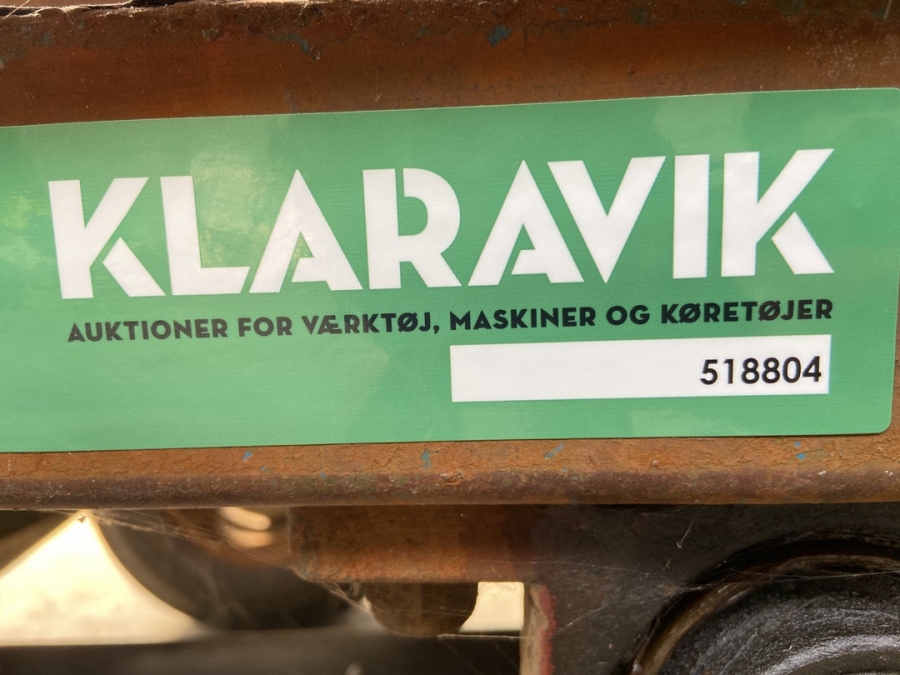 KLARAVIK
AUKTIONER FOR VÆRKTØJ, MASKINER OG KØRETØJER
518804